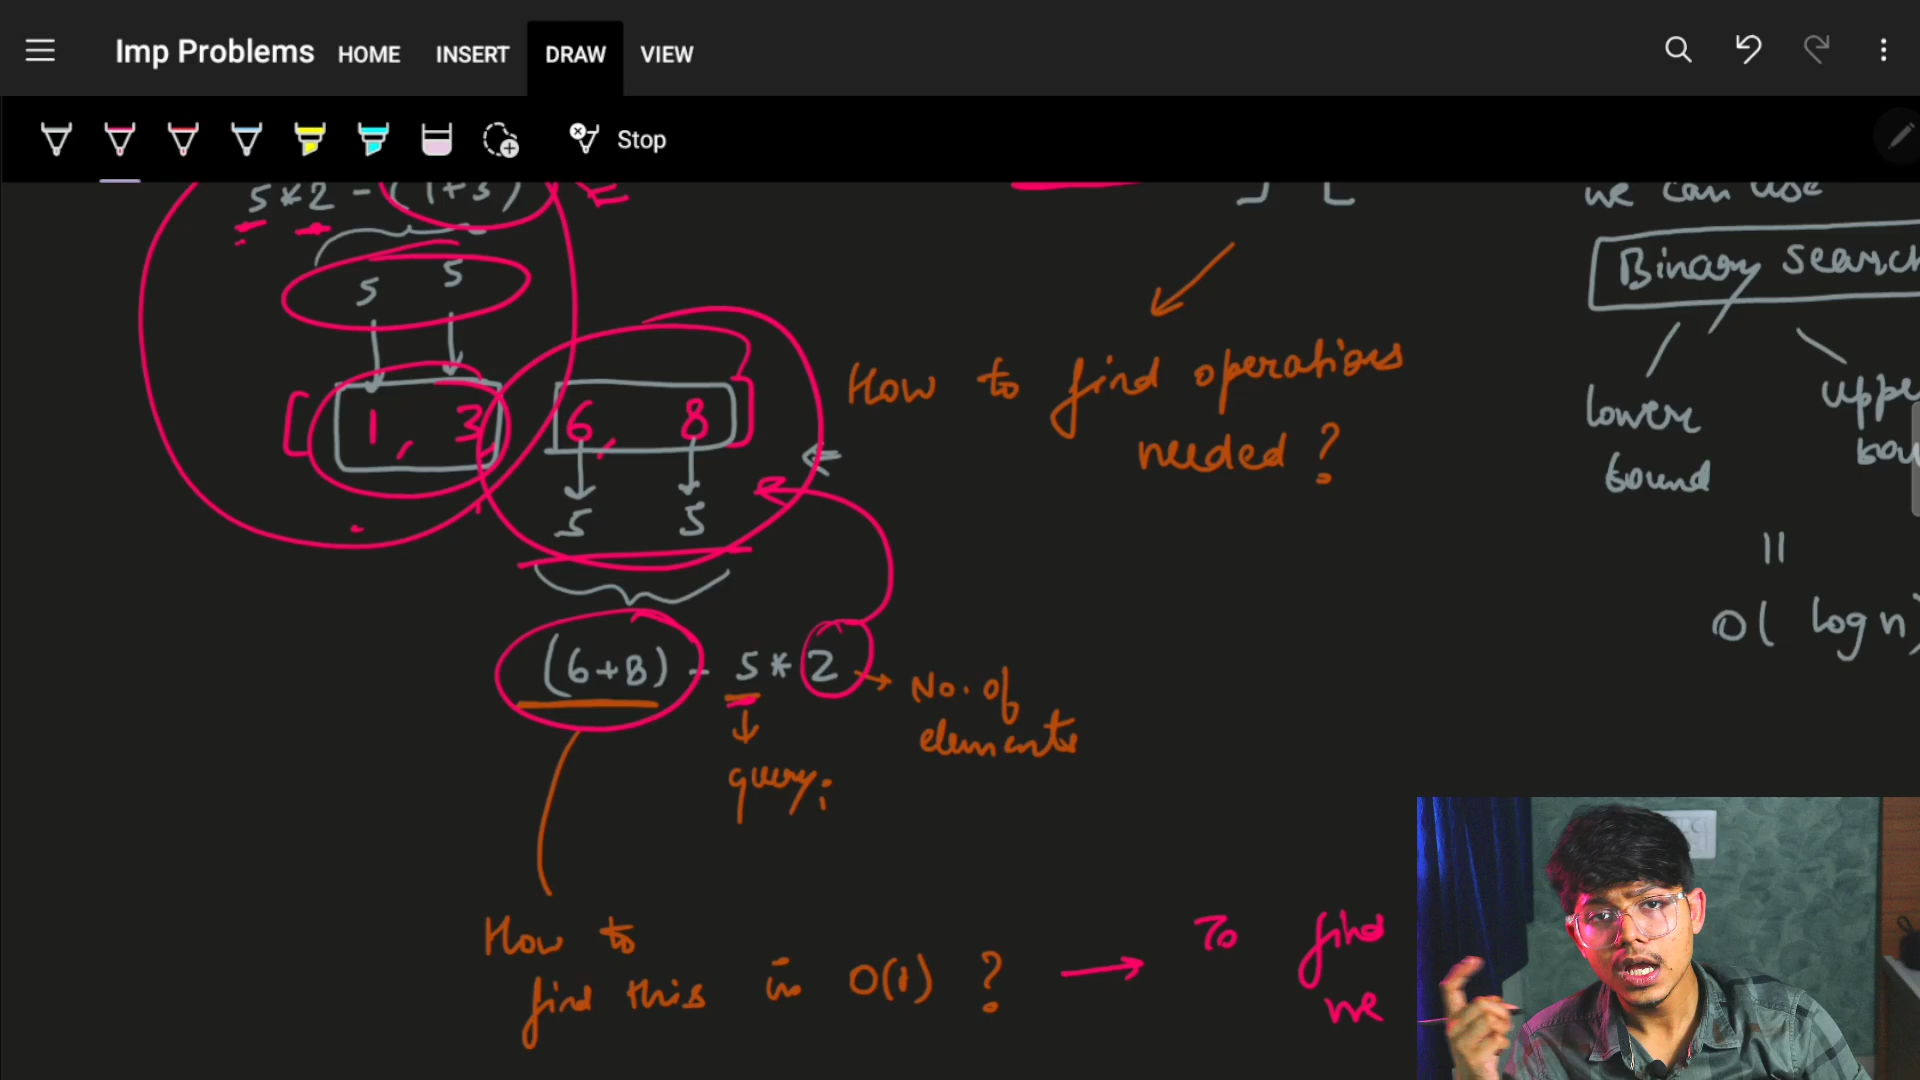 Imp Problems HOME INSERT DRAW VIEW
Stop
5 * 2 - (1+3)
we can use
5 5
Binary search
1, 3, 6, 8
How to find operations
needed ?
lower
bound
5 5
||
O( log n)
(6+8) - 5 * 2
No. of
elements
query i
How to
find this in O(1) ?
To find
we